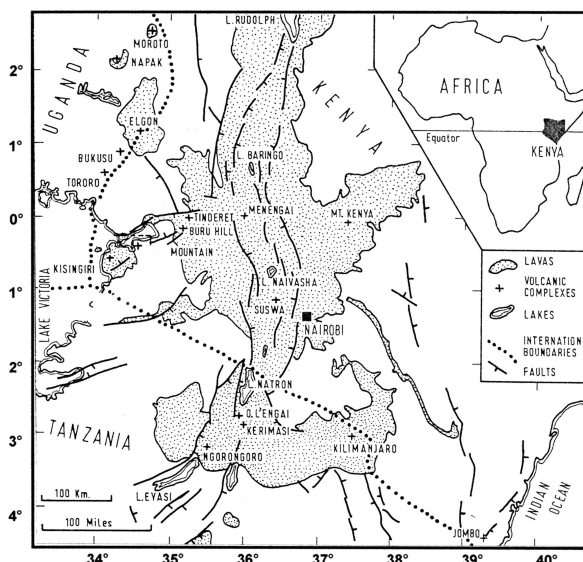 L.RUDOLPH
MOROTO
NAPAK
2°
UGANDA
KENYA
AFRICA
ELGON
1°
Equator
KENYA
BUKUSU
L. BARINGO
TORORO
0°
TINDERET
MENENGAI
MT. KENYA
BURU HILL
MOUNTAIN
KISINGIRI
LAVAS
VOLCANIC
COMPLEXES
L. NAIVASHA
1°
LAKE VICTORIA
SUSWA
LAKES
NAIROBI
INTERNATION
BOUNDARIES
2°
FAULTS
L.NATRON
O.L'ENGAI
TANZANIA
KERIMASI
3°
NGORONGORO
KILIMANJARO
100 Km.
L.EYASI
100 Miles
INDIAN OCEAN
4°
JOMBO
34° 35° 36° 37° 38° 39° 40°